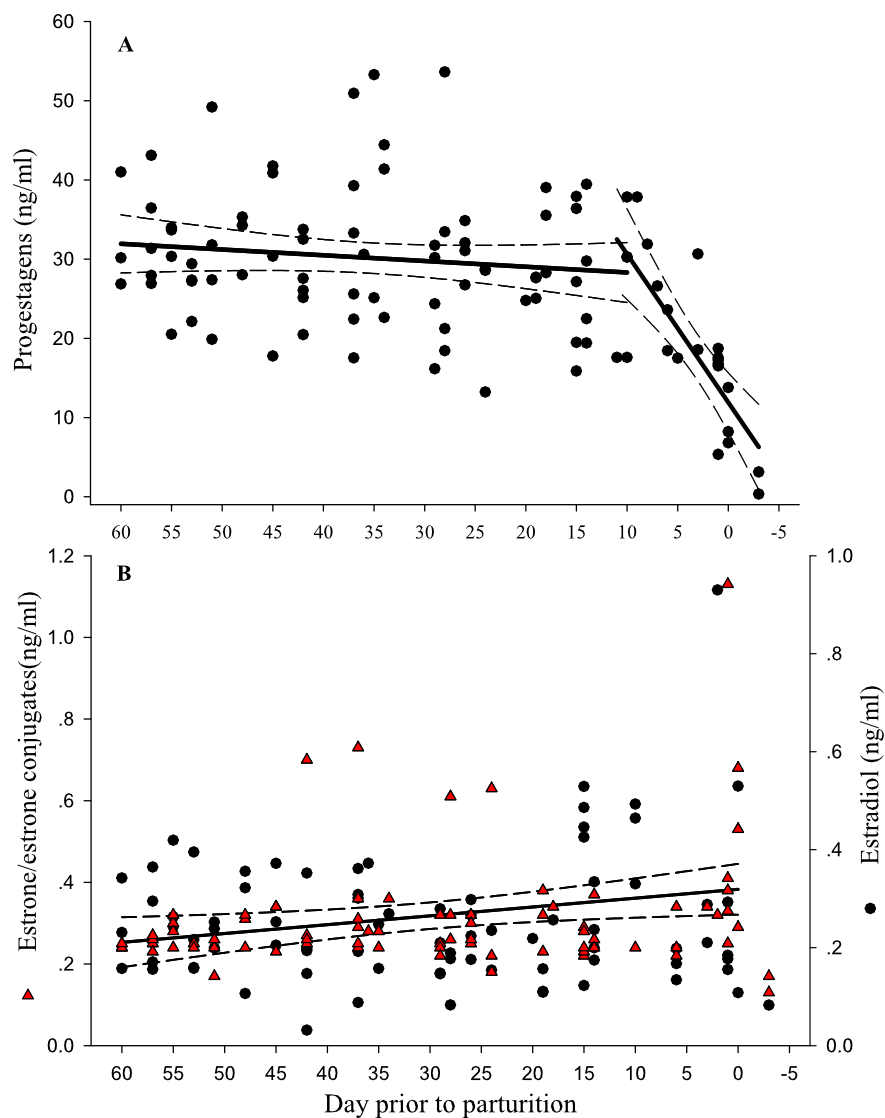 A
Progestagens (ng/ml)
60
50
40
30
20
10
0
60 55 50 45 40 35 30 25 20 15 10 5 0 -5
B
Estrone/estrone conjugates(ng/ml)
1.2
1.0
.8
.6
.4
.2
0.0
Estradiol (ng/ml)
1.0
.8
.6
.4
.2
0.0
60 55 50 45 40 35 30 25 20 15 10 5 0 -5
Day prior to parturition